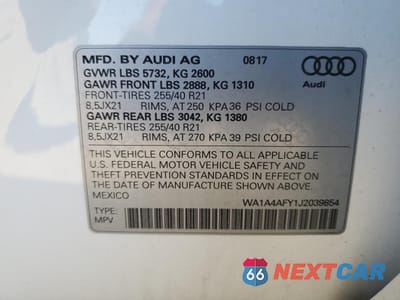 MFD. BY AUDI AG 0817
GVWR LBS 5732, KG 2600
GAWR FRONT LBS 2888, KG 1310
FRONT-TIRES 255/40 R21
8,5JX21 RIMS, AT 250 KPA 36 PSI COLD
GAWR REAR LBS 3042, KG 1380
REAR-TIRES 255/40 R21
8,5JX21 RIMS, AT 270 KPA 39 PSI COLD
Audi
THIS VEHICLE CONFORMS TO ALL APPLICABLE
U.S. FEDERAL MOTOR VEHICLE SAFETY AND
THEFT PREVENTION STANDARDS IN EFFECT ON
THE DATE OF MANUFACTURE SHOWN ABOVE.
MEXICO
TYPE: WA1A4AFY1J2039854
MPV
66 NEXTCAR